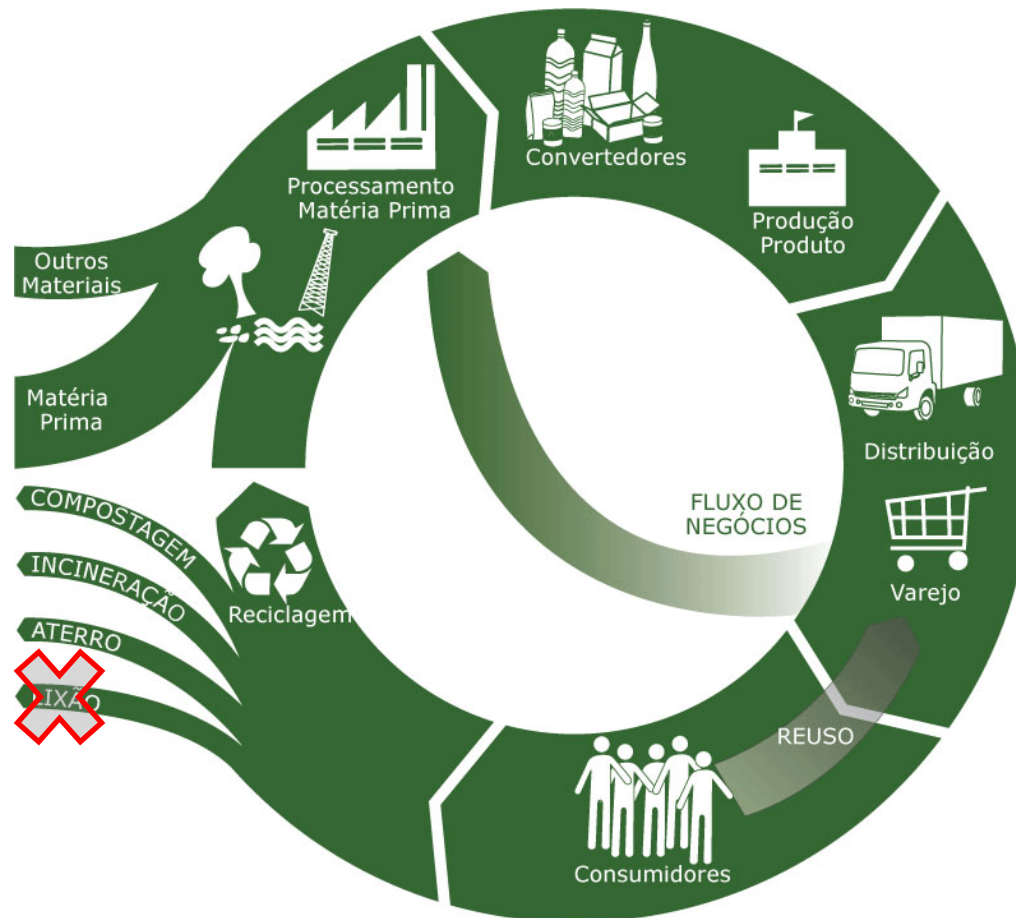 Convertedores
Processamento
Matéria Prima
Produção
Produto
Outros
Materiais
Matéria
Prima
Distribuição
FLUXO DE
NEGÓCIOS
Varejo
COMPOSTAGEM
INCINERAÇÃO
ATERRO
LIXÃO
Reciclagem
REUSO
Consumidores